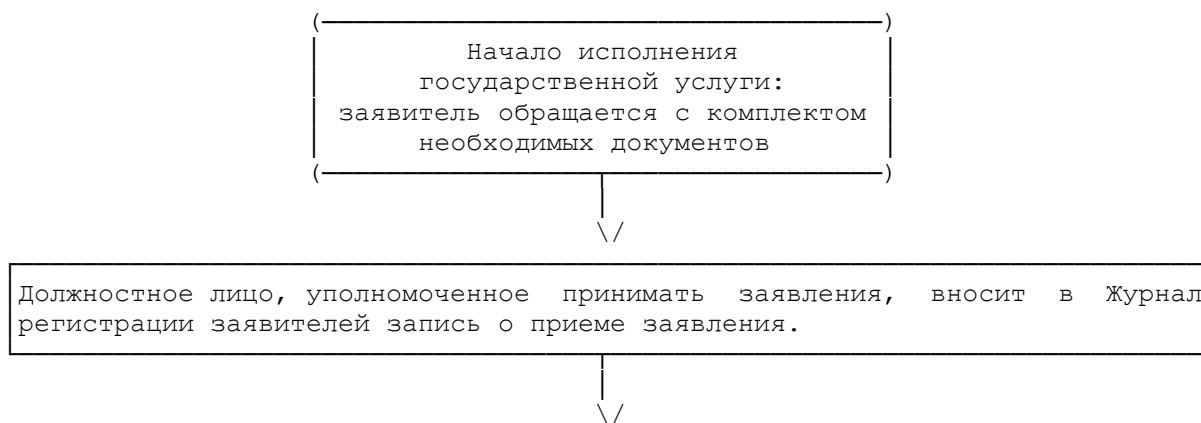 Начало исполнения
государственной услуги:
заявитель обращается с комплектом
необходимых документов
Должностное лицо, уполномоченное принимать заявления, вносит в Журнал
регистрации заявителей запись о приеме заявления.